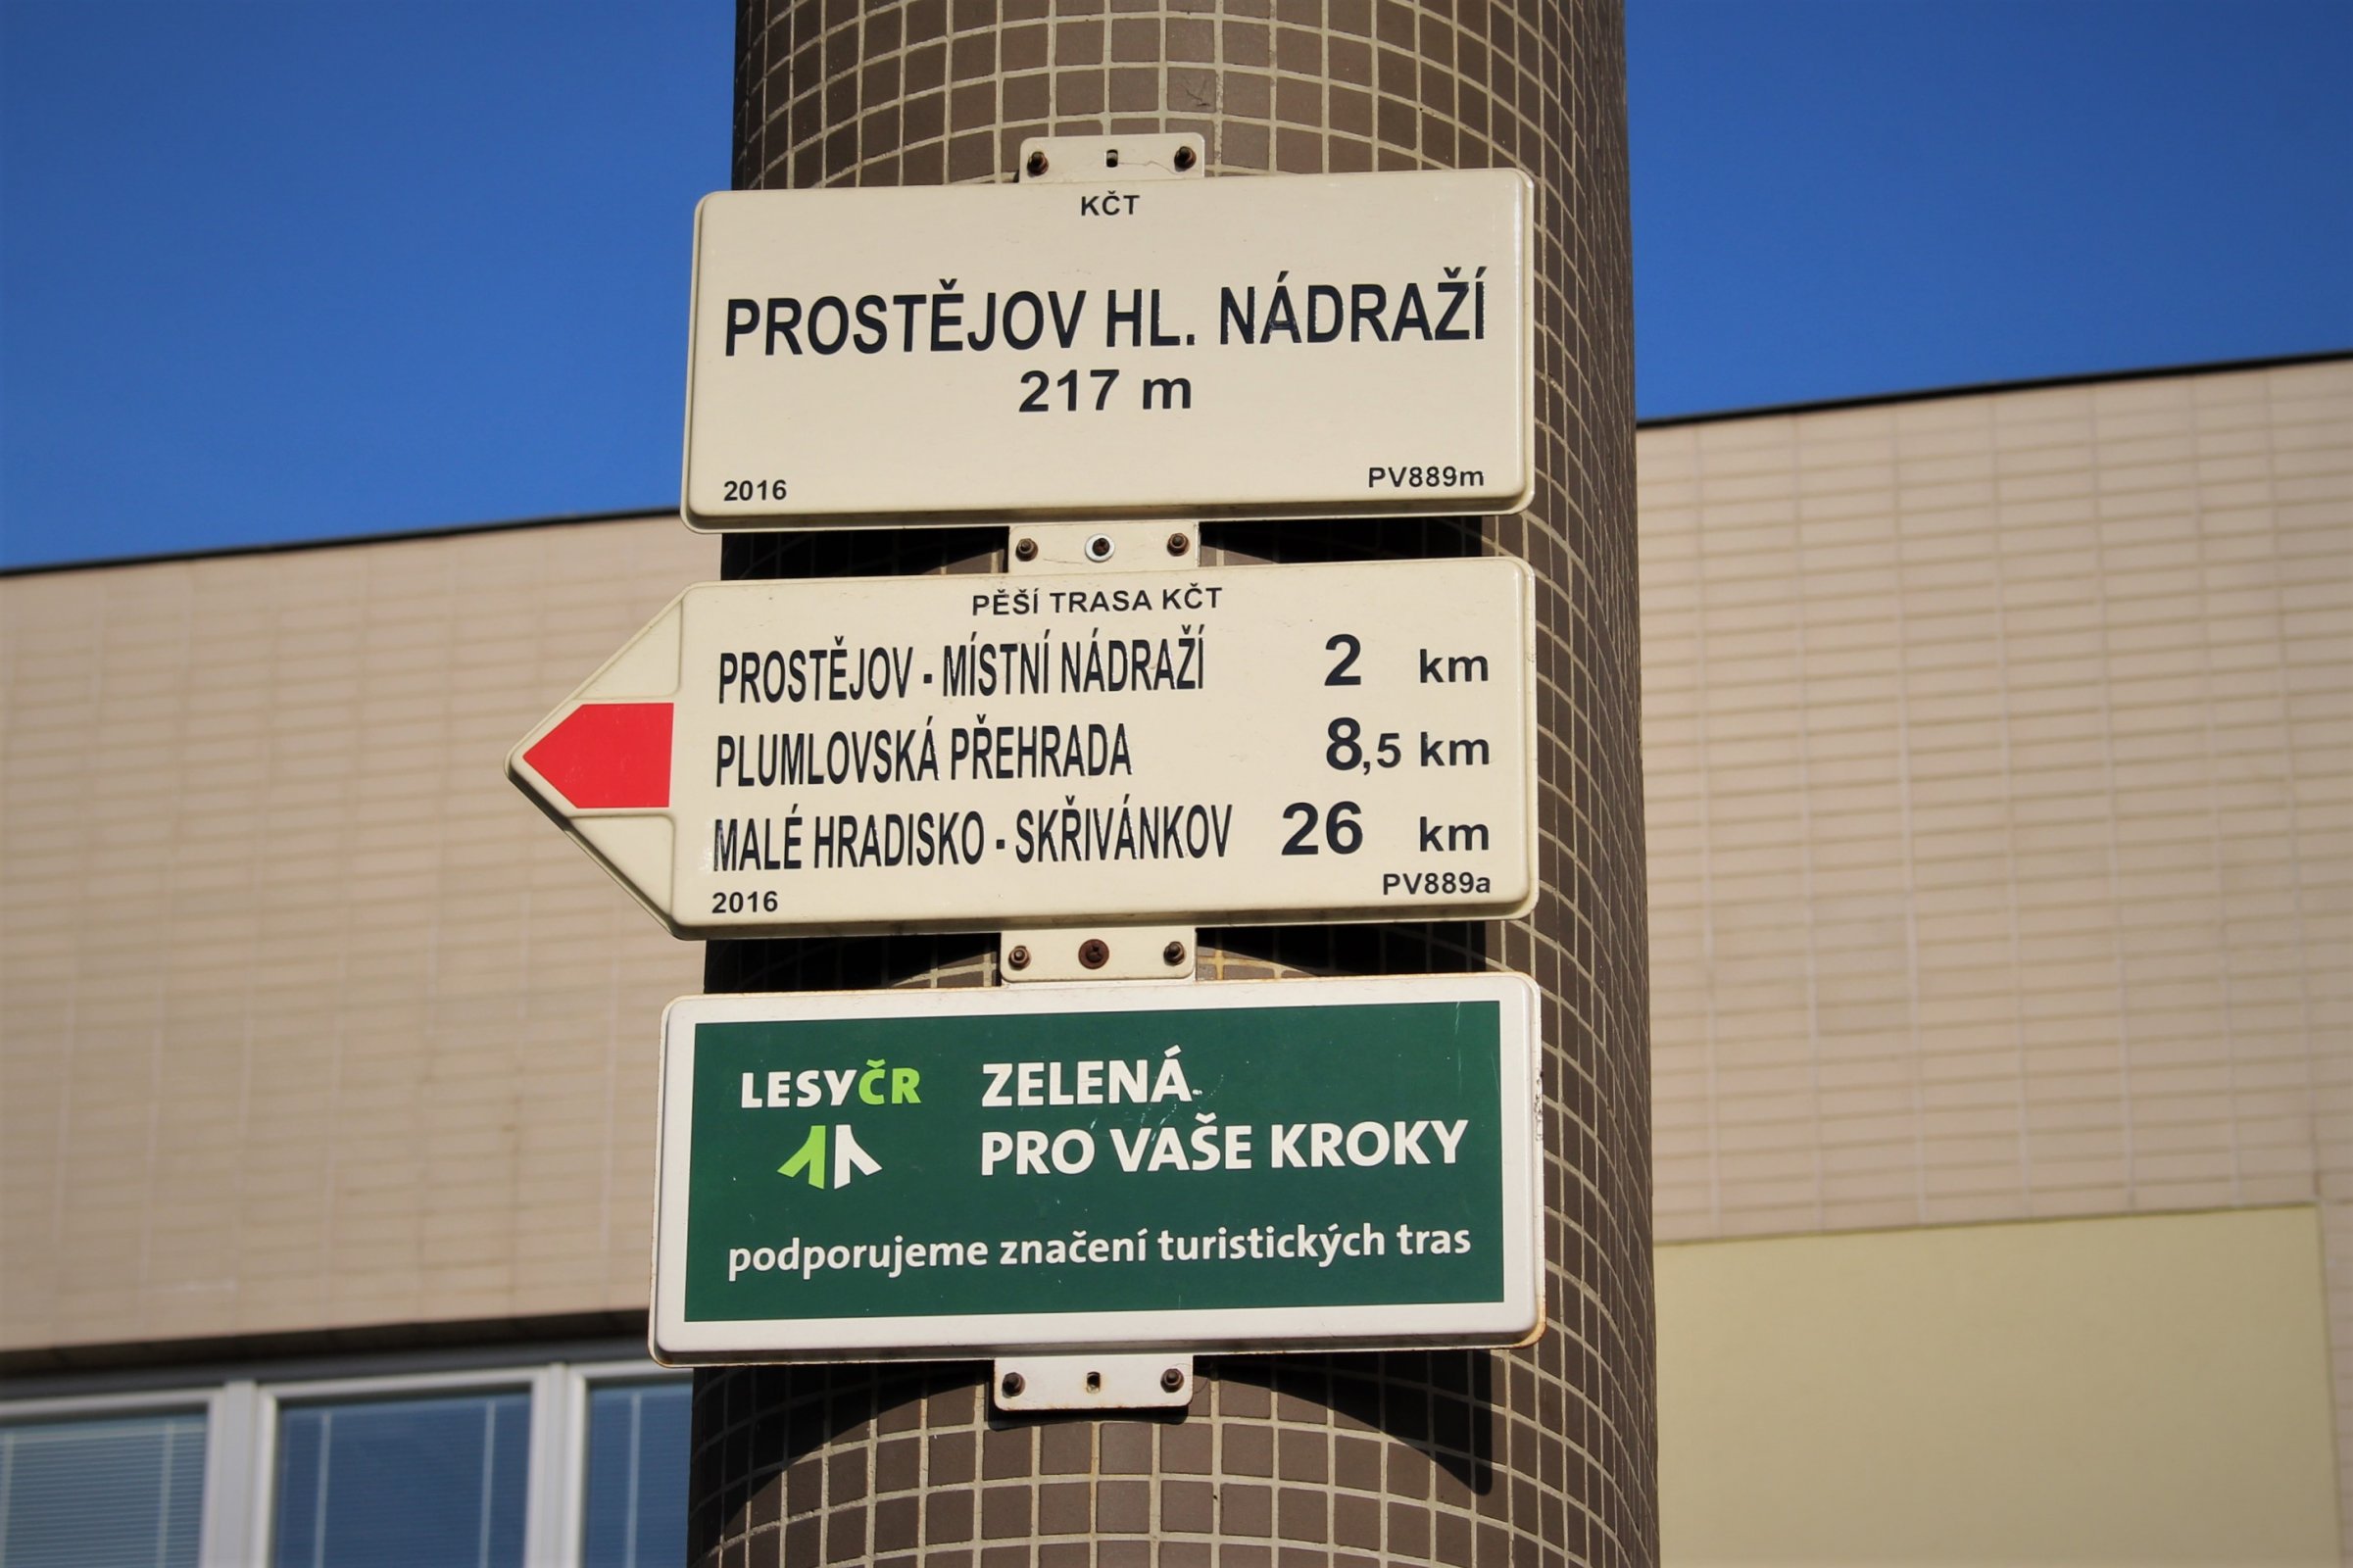 KČT
PROSTĚJOV HL. NÁDRAŽÍ
217 m
2016 PV889m
PĚŠÍ TRASA KČT
PROSTĚJOV - MÍSTNÍ NÁDRAŽÍ 2 km
PLUMLOVSKÁ PŘEHRADA 8,5 km
MALÉ HRADISKO - SKŘIVÁNKOV 26 km
2016 PV889a
LESYČR
ZELENÁ
PRO VAŠE KROKY
podporujeme značení turistických tras